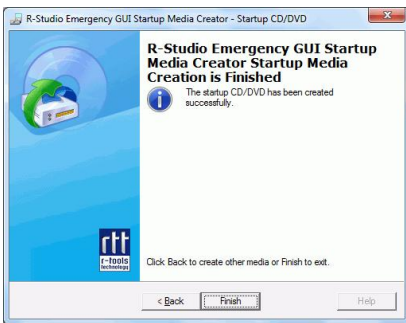 R-Studio Emergency GUI Startup Media Creator - Startup CD/DVD
R-Studio Emergency GUI Startup
Media Creator Startup Media
Creation is Finished
The startup CD/DVD has been created
successfully.
rtt
r-tools
technology
Click Back to create other media or Finish to exit.
< Back
Finish
Help